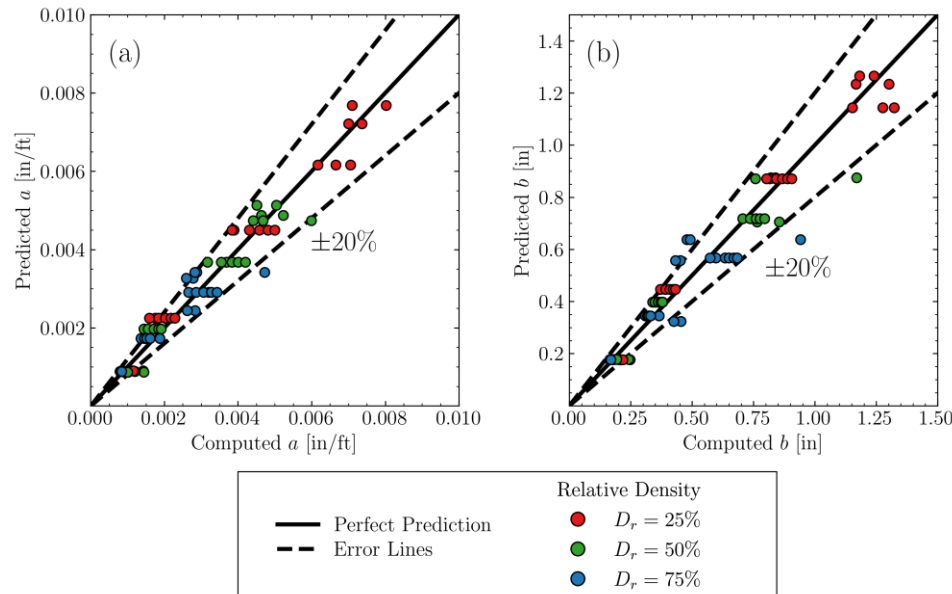 (a)
Predicted a [in/ft]
0.010
0.008
0.006
0.004
0.002
±20%
0.000 0.002 0.004 0.006 0.008 0.010
Computed a [in/ft]
(b)
Predicted b [in]
1.4
1.2
1.0
0.8
0.6
0.4
0.2
±20%
0.00 0.25 0.50 0.75 1.00 1.25 1.50
Computed b [in]
Perfect Prediction
Error Lines
Relative Density
D_r = 25%
D_r = 50%
D_r = 75%